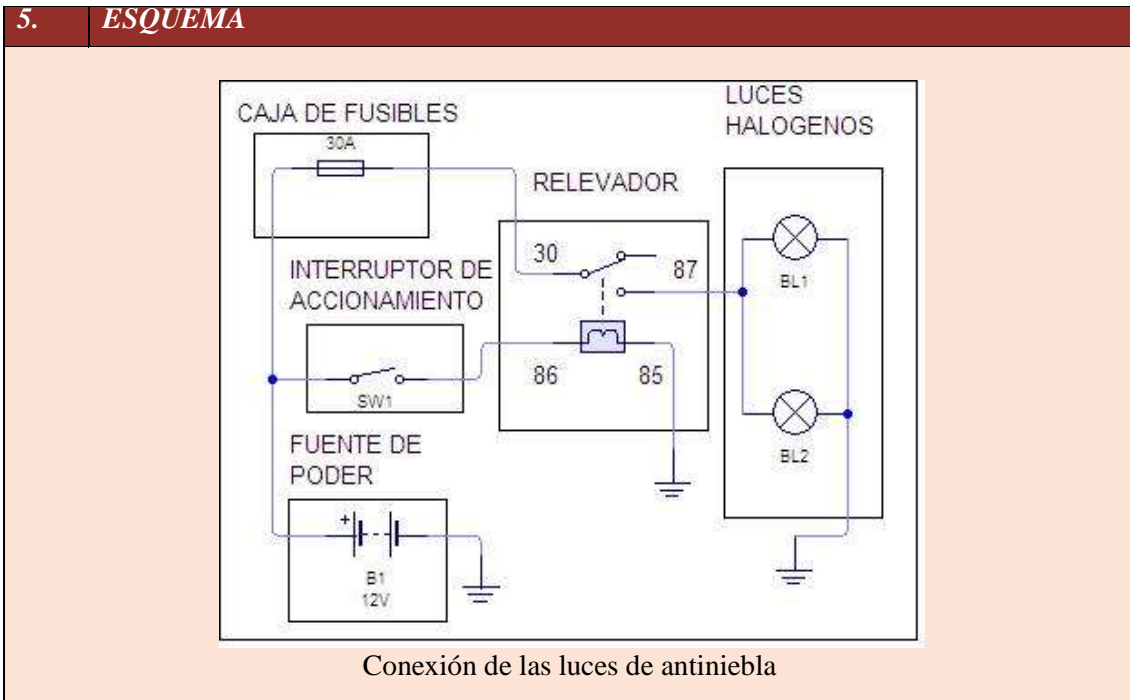 5. ESQUEMA
CAJA DE FUSIBLES
30A
LUCES
HALOGENOS
RELEVADOR
30
87
86
85
INTERRUPTOR DE
ACCIONAMIENTO
SW1
BL1
BL2
FUENTE DE
PODER
+
B1
12V
Conexión de las luces de antiniebla